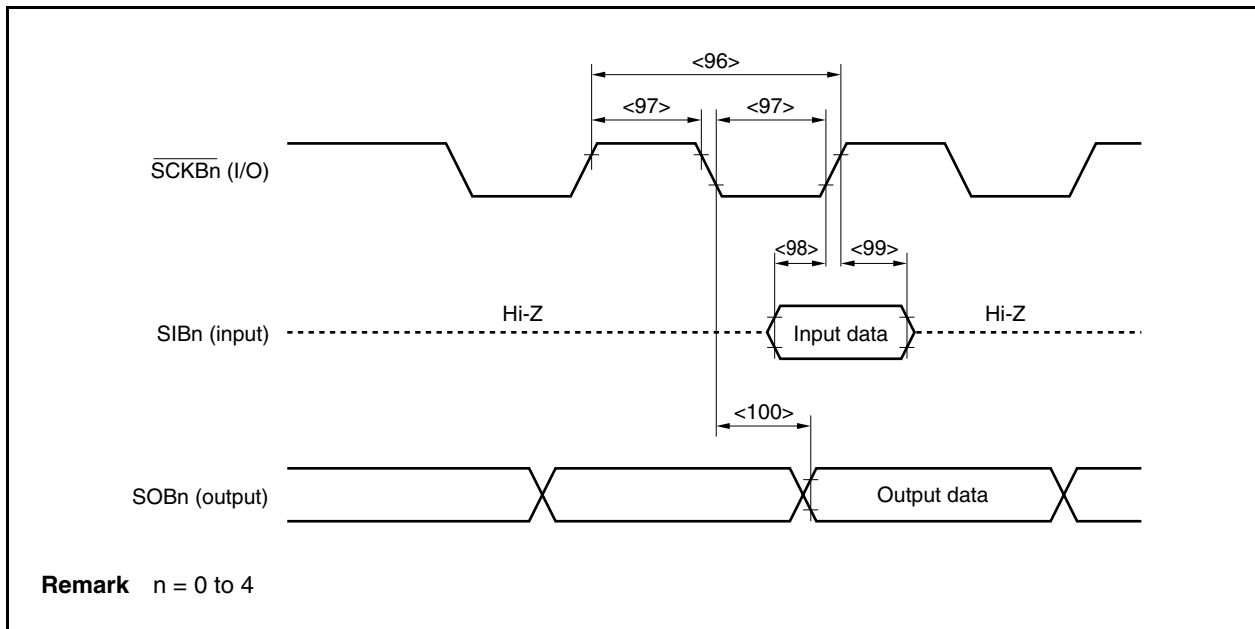 <96>
<97> <97>
SCKBn (I/O)
<98> <99>
Hi-Z Hi-Z
SIBn (input) Input data
<100>
SOBn (output) Output data
Remark n = 0 to 4